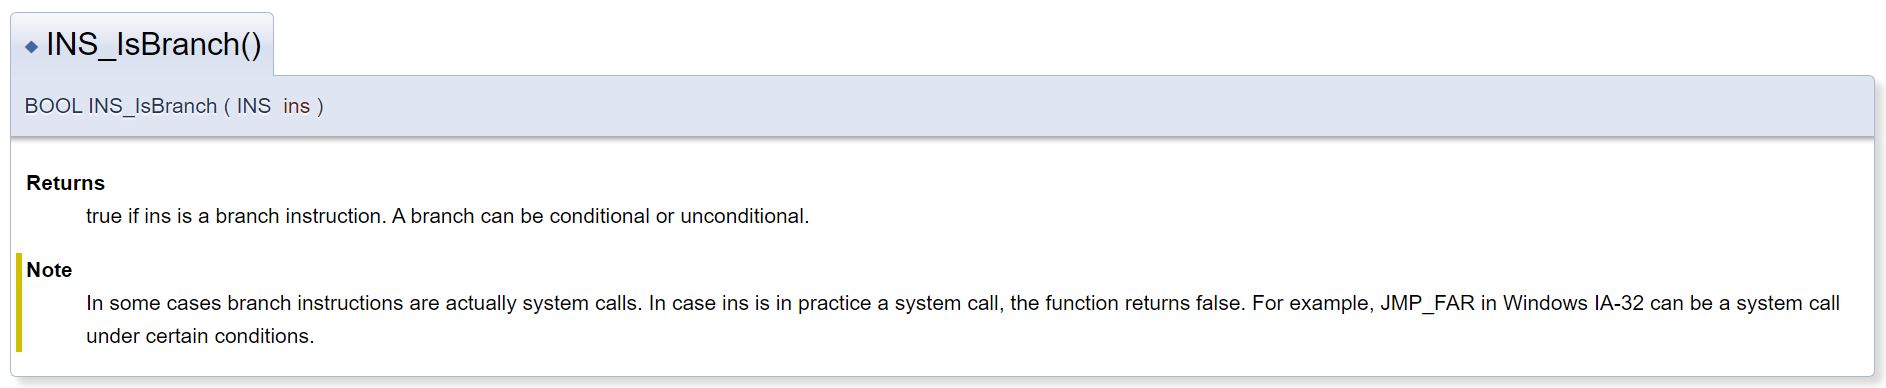 ◆ INS_IsBranch()
BOOL INS_IsBranch ( INS ins )
Returns
true if ins is a branch instruction. A branch can be conditional or unconditional.
Note
In some cases branch instructions are actually system calls. In case ins is in practice a system call, the function returns false. For example, JMP_FAR in Windows IA-32 can be a system call
under certain conditions.